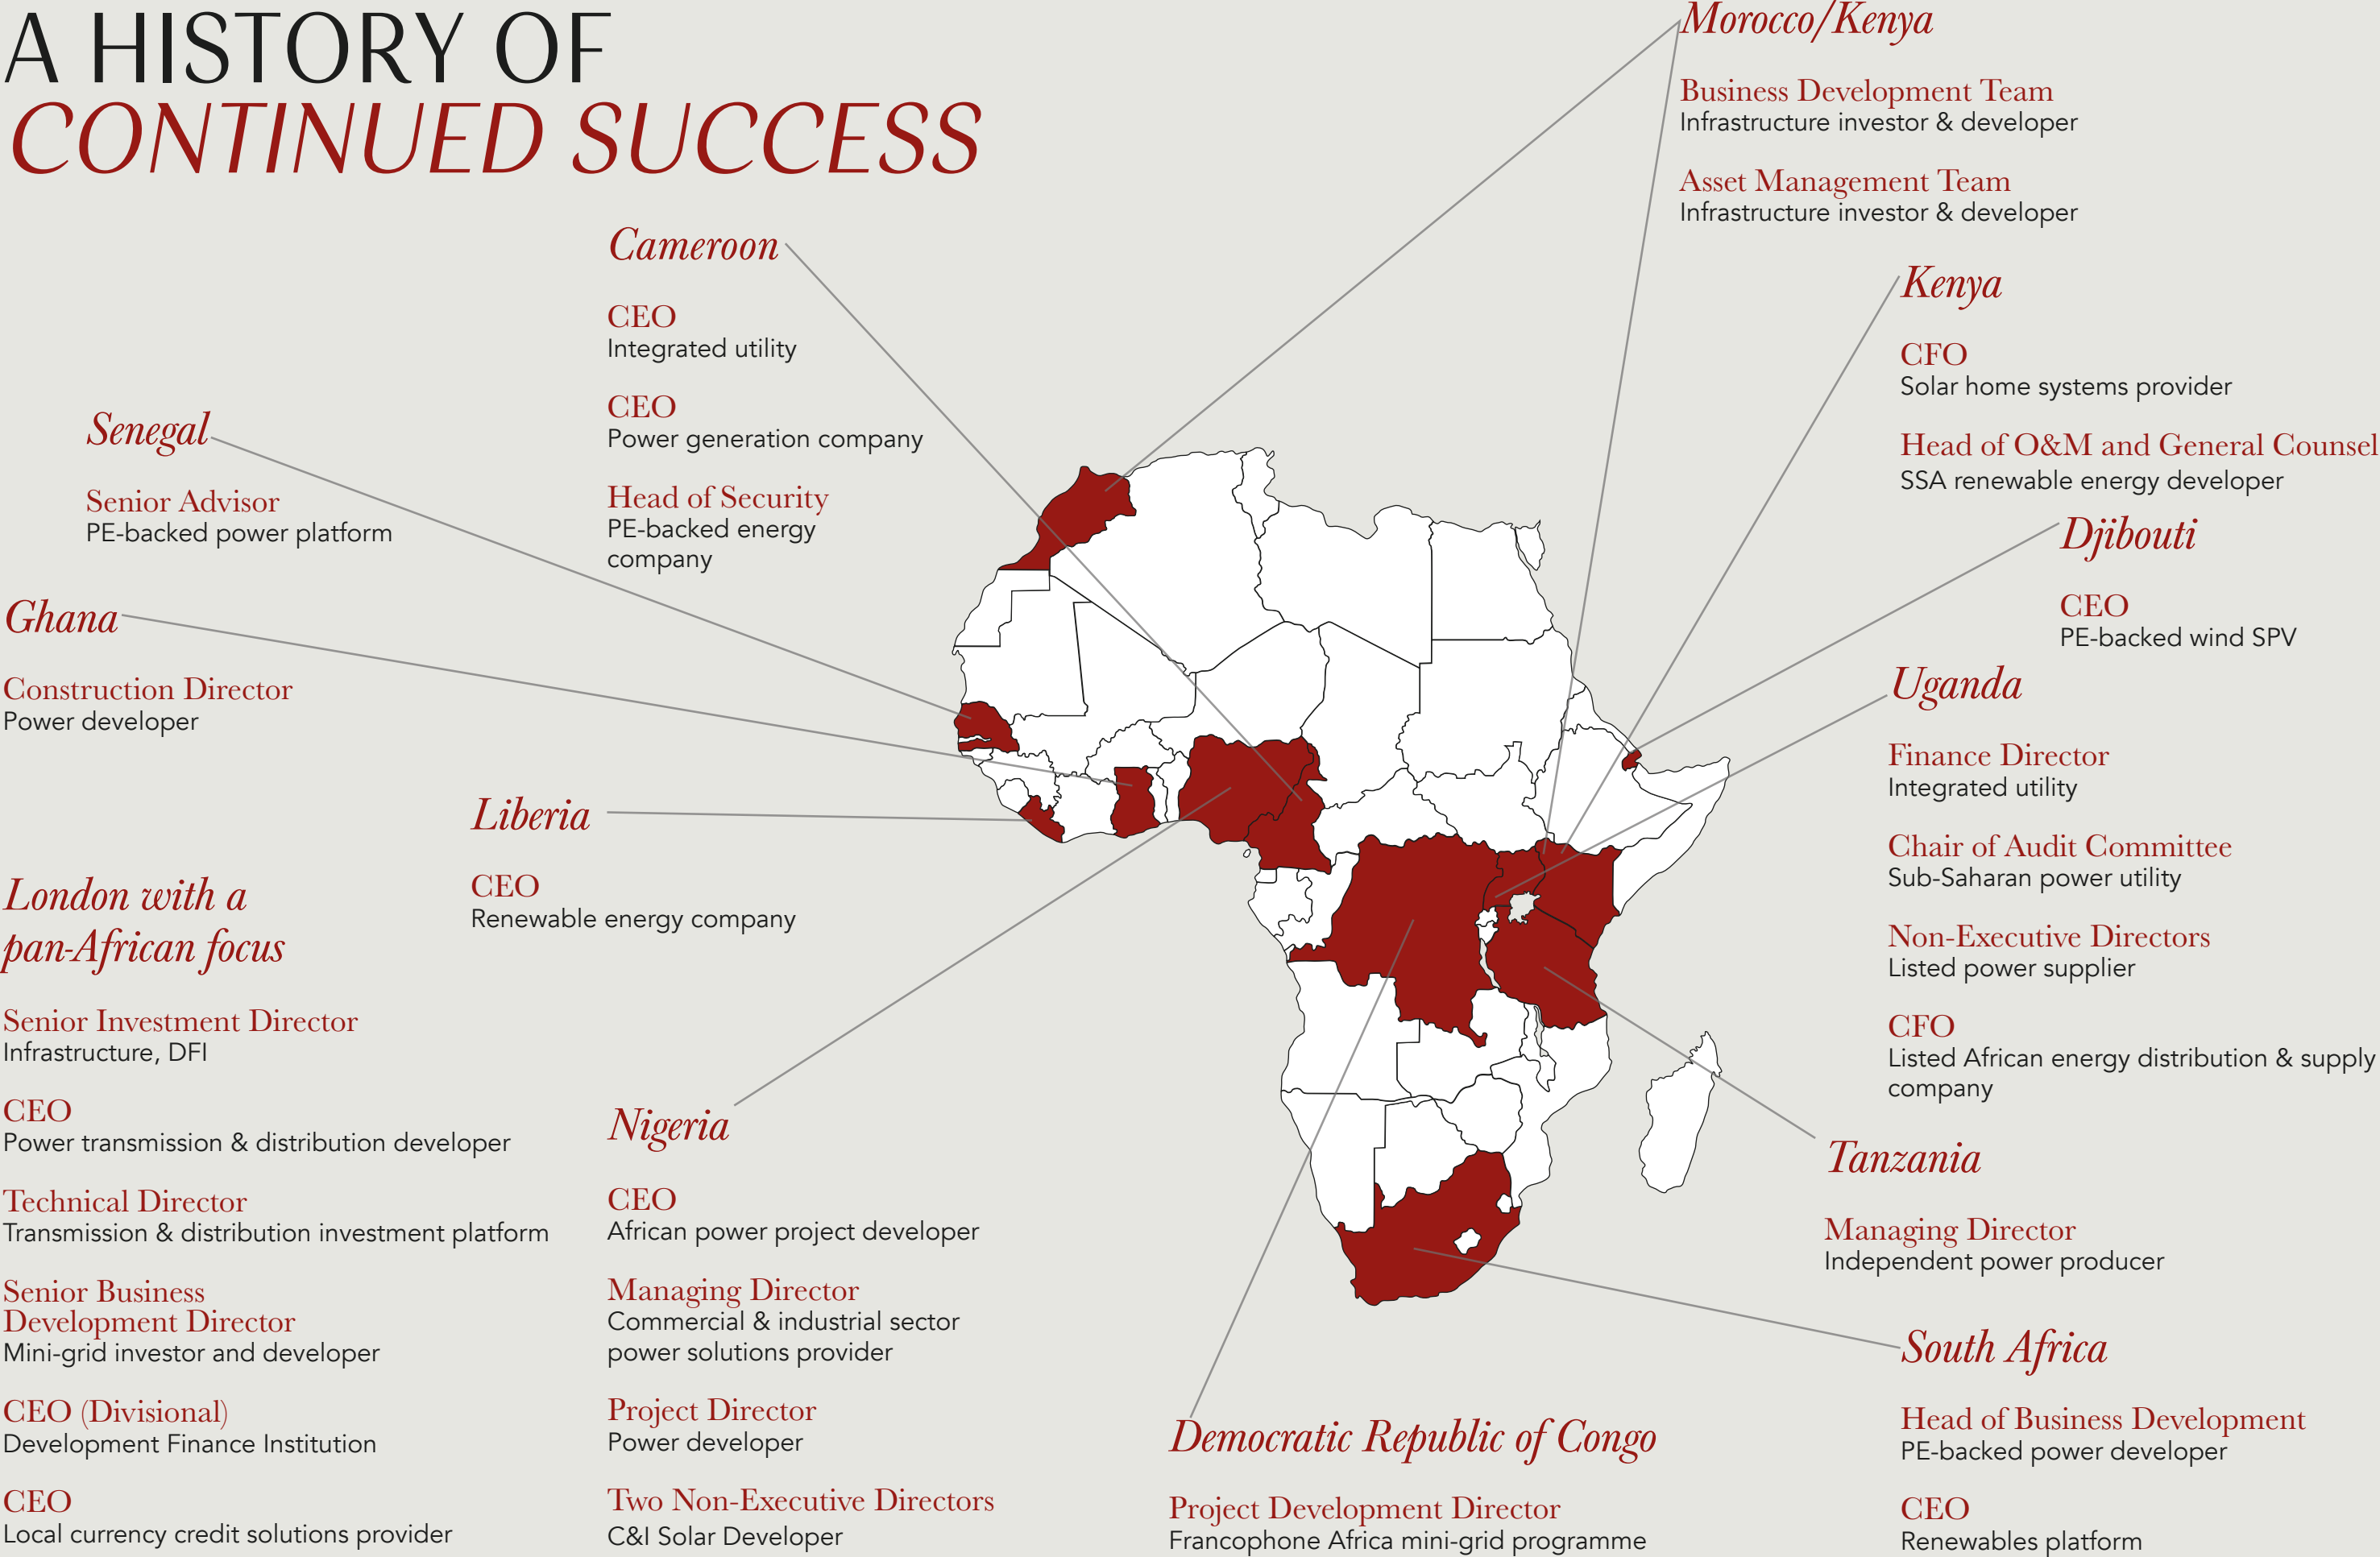 A HISTORY OF
CONTINUED SUCCESS
Morocco/Kenya
Business Development Team
Infrastructure investor & developer
Asset Management Team
Infrastructure investor & developer
Cameroon
CEO
Integrated utility
CEO
Power generation company
Head of Security
PE-backed energy
company
Kenya
CFO
Solar home systems provider
Head of O&M and General Counsel
SSA renewable energy developer
Senegal
Senior Advisor
PE-backed power platform
Djibouti
CEO
PE-backed wind SPV
Ghana
Construction Director
Power developer
Uganda
Finance Director
Integrated utility
Chair of Audit Committee
Sub-Saharan power utility
Non-Executive Directors
Listed power supplier
CFO
Listed African energy distribution & supply
company
Liberia
CEO
Renewable energy company
London with a
pan-African focus
Senior Investment Director
Infrastructure, DFI
CEO
Power transmission & distribution developer
Technical Director
Transmission & distribution investment platform
Senior Business
Development Director
Mini-grid investor and developer
CEO (Divisional)
Development Finance Institution
CEO
Local currency credit solutions provider
Nigeria
CEO
African power project developer
Managing Director
Commercial & industrial sector
power solutions provider
Project Director
Power developer
Two Non-Executive Directors
C&I Solar Developer
Tanzania
Managing Director
Independent power producer
Democratic Republic of Congo
Project Development Director
Francophone Africa mini-grid programme
South Africa
Head of Business Development
PE-backed power developer
CEO
Renewables platform